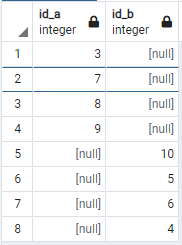 id_a id_b
integer integer
1 3 [null]
2 7 [null]
3 8 [null]
4 9 [null]
5 [null] 10
6 [null] 5
7 [null] 6
8 [null] 4